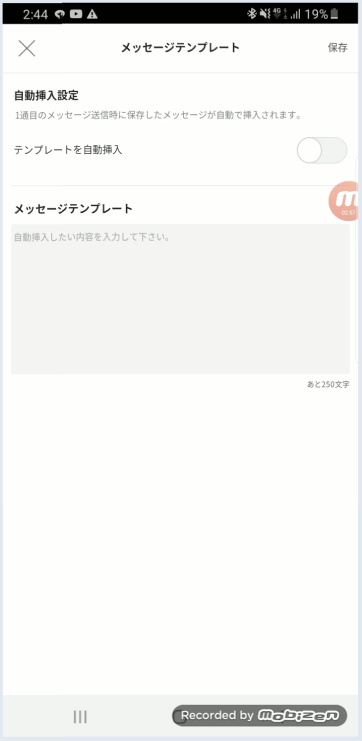 2:44
4G
19%
メッセージテンプレート
保存
自動挿入設定
1通目のメッセージ送信時に保存したメッセージが自動で挿入されます。
テンプレートを自動挿入
00:51
メッセージテンプレート
自動挿入したい内容を入力して下さい。
あと250文字
Recorded by Mobizen